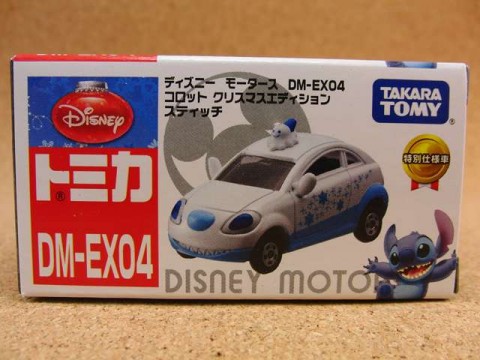 Disney
トミカ
®
DM-EX04
ディズニー モータース DM-EX04
コロット クリスマスエディション
スティッチ
TAKARA
TOMY
特別仕様車
DISNEY MOTO